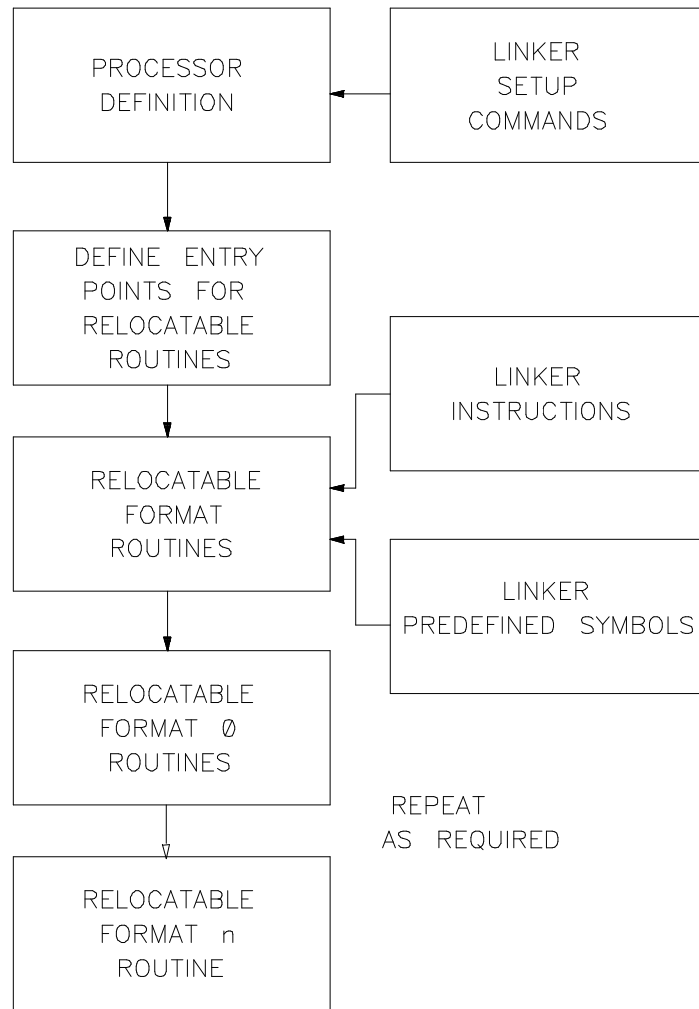 PROCESSOR
DEFINITION
LINKER
SETUP
COMMANDS
DEFINE ENTRY
POINTS FOR
RELOCATABLE
ROUTINES
LINKER
INSTRUCTIONS
RELOCATABLE
FORMAT
ROUTINES
LINKER
PREDEFINED SYMBOLS
RELOCATABLE
FORMAT 0
ROUTINES
REPEAT
AS REQUIRED
RELOCATABLE
FORMAT n
ROUTINE